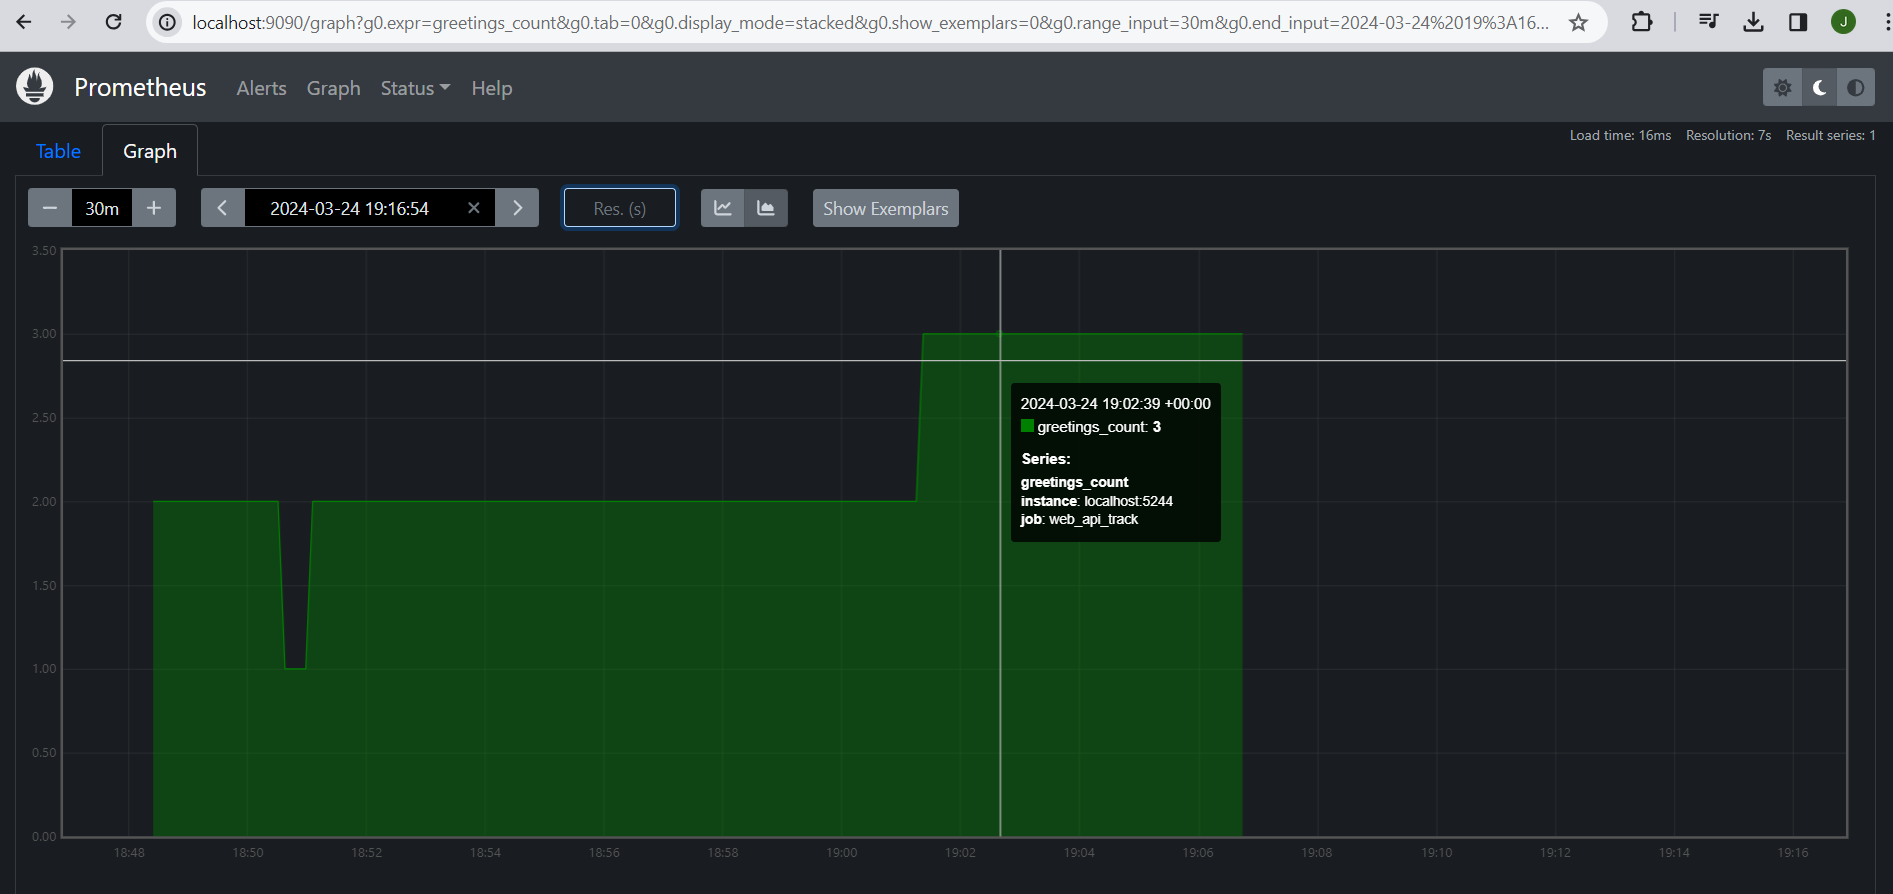 localhost:9090/graph?g0.expr=greetings_count&g0.tab=0&g0.display_mode=stacked&g0.show_exemplars=0&g0.range_input=30m&g0.end_input=2024-03-24%2019%3A16...
J
Prometheus Alerts Graph Status Help
Load time: 16ms Resolution: 7s Result series: 1
Table Graph
30m 2024-03-24 19:16:54 Res. (s) Show Exemplars
3.50
3.00
2.50
2.00
1.50
1.00
0.50
0.00
2024-03-24 19:02:39 +00:00
greetings_count: 3
Series:
greetings_count
instance: localhost:5244
job: web_api_track
18:48 18:50 18:52 18:54 18:56 18:58 19:00 19:02 19:04 19:06 19:08 19:10 19:12 19:14 19:16